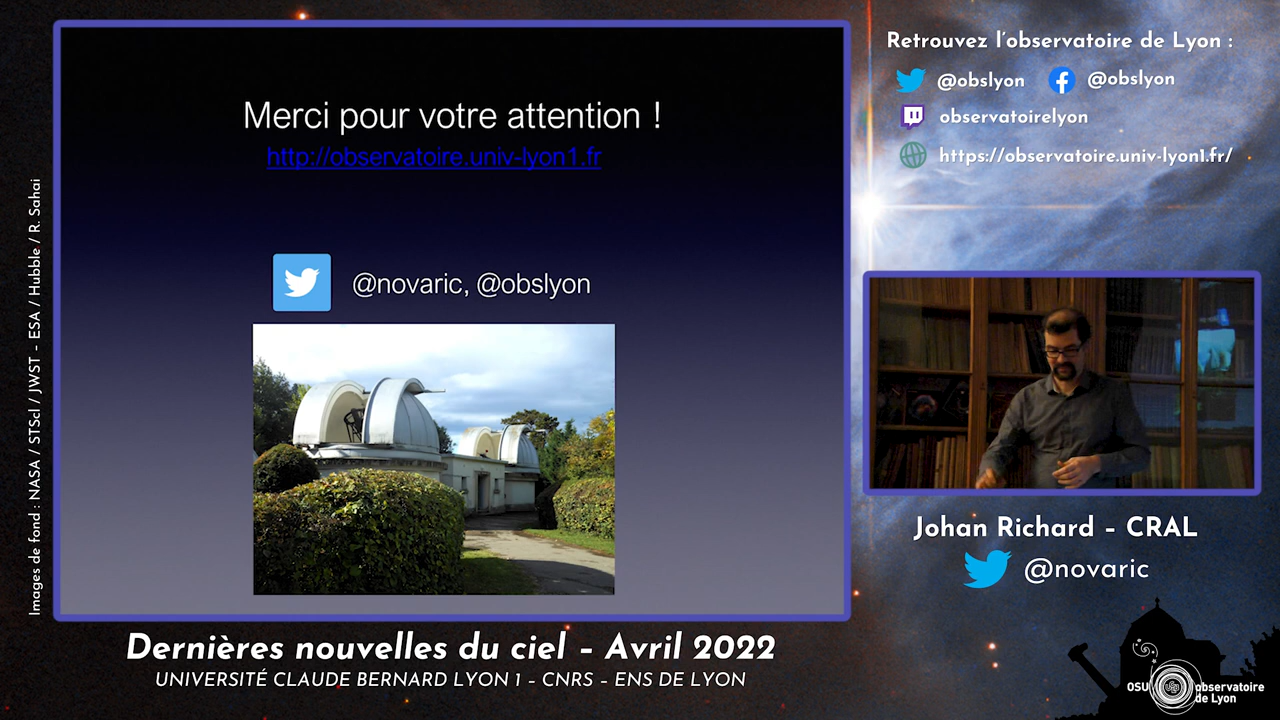 Merci pour votre attention !
http://observatoire.univ-lyon1.fr
@novaric, @obslyon
Images de fond : NASA / STScI / JWST - ESA / Hubble / R. Sahai
Dernières nouvelles du ciel – Avril 2022
UNIVERSITÉ CLAUDE BERNARD LYON 1 - CNRS - ENS DE LYON
Retrouvez l'observatoire de Lyon :
@obslyon @obslyon
observatoirelyon
https://observatoire.univ-lyon1.fr/
Johan Richard – CRAL
@novaric
OSU observatoire
de Lyon